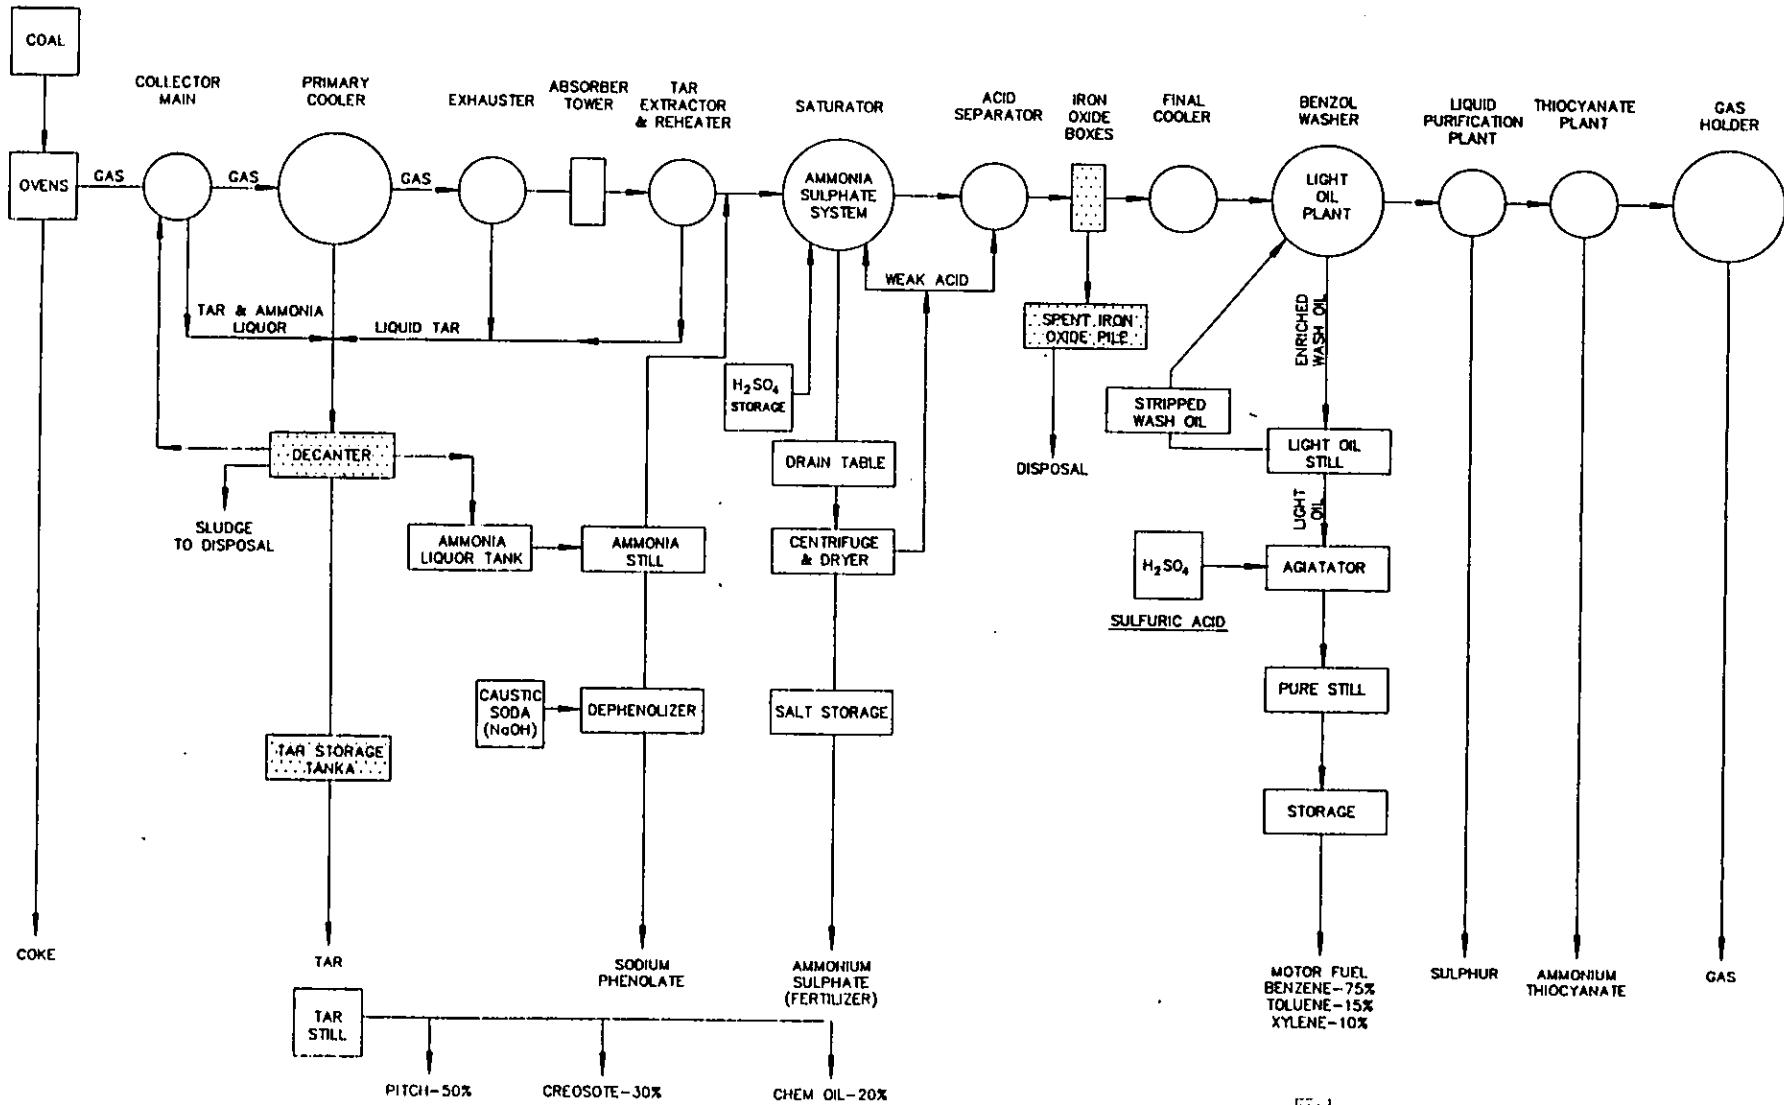 COAL
COLLECTOR
MAIN
PRIMARY
COOLER
EXHAUSTER
ABSORBER
TOWER
TAR
EXTRACTOR
& REHEATER
SATURATOR
ACID
SEPARATOR
IRON
OXIDE
BOXES
FINAL
COOLER
BENZOL
WASHER
LIQUID
PURIFICATION
PLANT
THIOCYANATE
PLANT
GAS
HOLDER
OVENS
GAS
GAS
GAS
AMMONIA
SULPHATE
SYSTEM
LIGHT
OIL
PLANT
WEAK ACID
TAR & AMMONIA
LIQUOR
LIQUID TAR
SPENT IRON
OXIDE PILE
ENRICHED
WASH OIL
H2SO4
STORAGE
STRIPPED
WASH OIL
DECANTER
DRAIN TABLE
LIGHT OIL
STILL
DISPOSAL
LIGHT
OIL
SLUDGE
TO DISPOSAL
AMMONIA
LIQUOR TANK
AMMONIA
STILL
CENTRIFUGE
& DRYER
H2SO4
AGIATATOR
SULFURIC ACID
CAUSTIC
SODA
(NaOH)
DEPHENOLIZER
SALT STORAGE
PURE STILL
TAR STORAGE
TANKA
STORAGE
COKE
TAR
SODIUM
PHENOLATE
AMMONIUM
SULPHATE
(FERTILIZER)
MOTOR FUEL
BENZENE-75%
TOLUENE-15%
XYLENE-10%
SULPHUR
AMMONIUM
THIOCYANATE
GAS
TAR
STILL
PITCH-50%
CREOSOTE-30%
CHEM OIL-20%